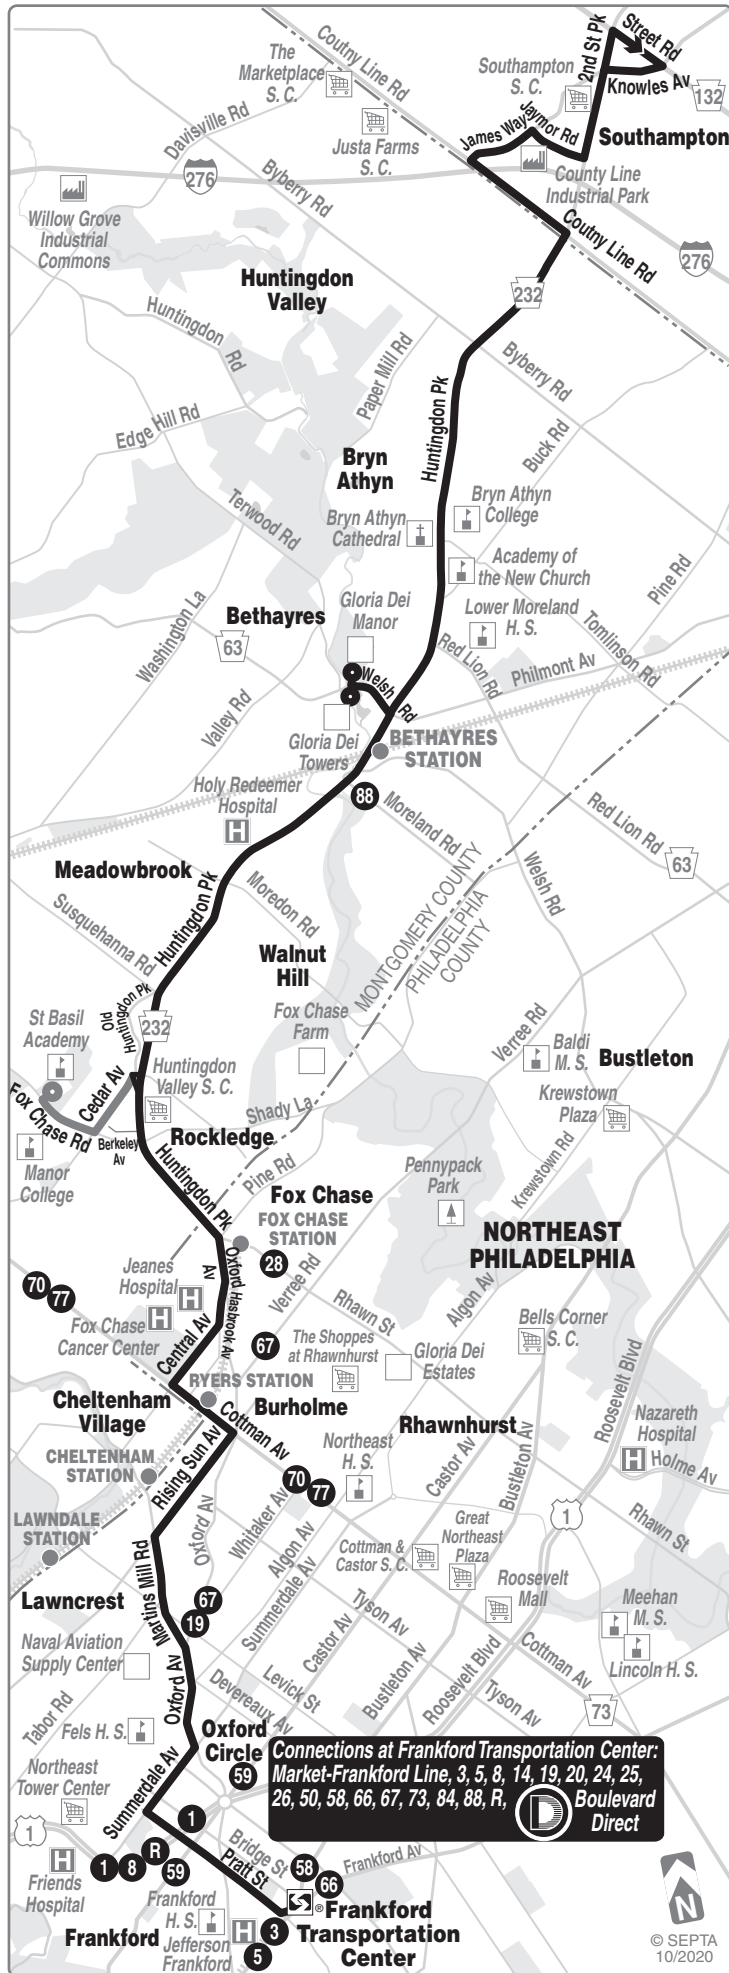 Coutny Line Rd
The
Marketplace
S. C.
Southampton
S. C.
2nd St Pk
Street Rd
Knowles Av
132
Davisville Rd
Justa Farms
S. C.
James Way
Jaymor Rd
Southampton
276
Byberry Rd
County Line
Industrial Park
Willow Grove
Industrial
Commons
Coutny Line Rd
276
Huntingdon
Valley
232
Huntingdon
Rd
Paper Mill Rd
Byberry Rd
Huntingdon Pk
Edge Hill Rd
Buck Rd
Bryn
Athyn
Bryn Athyn
College
Terwood Rd
Bryn Athyn
Cathedral
Academy of
the New Church
Pine Rd
Washington La
Bethayres
Gloria Dei
Manor
Lower Moreland
H. S.
63
Tomlinson Rd
Red Lion Rd
Philmont Av
Welsh Rd
Valley Rd
Gloria Dei
Towers
BETHAYRES
STATION
Holy Redeemer
Hospital
88
Moreland Rd
Red Lion Rd
63
Meadowbrook
Welsh Rd
Huntingdon Pk
Moredon Rd
Susquehanna Rd
MONTGOMERY COUNTY
PHILADELPHIA
COUNTY
Walnut
Hill
Old
Huntingdon Pk
St Basil
Academy
232
Fox Chase
Farm
Verree Rd
Baldi
M. S.
Bustleton
Cedar Av
Huntingdon
Valley S. C.
Krewstown
Plaza
Fox Chase Rd
Shady La
Berkeley
Av
Rockledge
Manor
College
Huntingdon Pk
Pine Rd
Pennypack
Park
Krewstown Rd
Fox Chase
FOX CHASE
STATION
NORTHEAST
PHILADELPHIA
Jeanes
Hospital
Oxford
Av
Hasbrook Av
28
Verree Rd
70
77
Rhawn St
Algon Av
Fox Chase
Cancer Center
Central Av
67
The Shoppes
at Rhawnhurst
Gloria Dei
Estates
Bells Corner
S. C.
Roosevelt Blvd
RYERS STATION
Cheltenham
Village
Burholme
Cottman Av
Rhawnhurst
Nazareth
Hospital
CHELTENHAM
STATION
Rising Sun Av
Northeast
H. S.
Castor Av
Bustleton Av
Holme Av
70
77
LAWNDALE
STATION
Oxford Av
Whitaker Av
Algon Av
Great
Northeast
Plaza
1
Rhawn St
Cottman &
Castor S. C.
Martins Mill Rd
Summerdale Av
Lawncrest
67
19
Tyson Av
Roosevelt
Mall
Meehan
M. S.
Naval Aviation
Supply Center
Castor Av
Bustleton Av
Roosevelt Blvd
Cottman Av
Lincoln H. S.
Levick St
Devereaux Av
Tyson Av
73
Tabor Rd
Oxford Av
Fels H. S.
Oxford
Circle
59
Northeast
Tower Center
Summerdale Av
Connections at Frankford Transportation Center:
Market-Frankford Line, 3, 5, 8, 14, 19, 20, 24, 25,
26, 50, 58, 66, 67, 73, 84, 88, R,
Boulevard
Direct
1
1
Bridge St
Pratt St
Frankford Av
1
8
R
59
58
66
Friends
Hospital
Frankford
H. S.
Frankford
Jefferson
Frankford
3
5
® Frankford
Transportation
Center
N
© SEPTA
10/2020